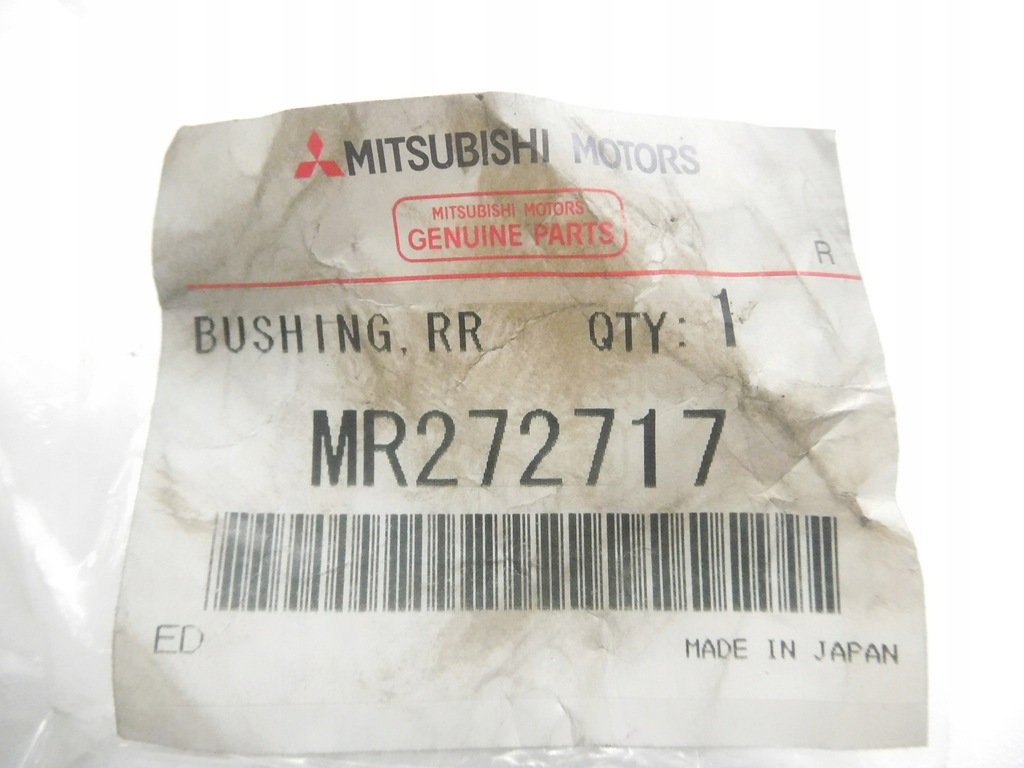 MITSUBISHI MOTORS
MITSUBISHI MOTORS
GENUINE PARTS
R
BUSHING, RR QTY: 1
MR272717
ED MADE IN JAPAN